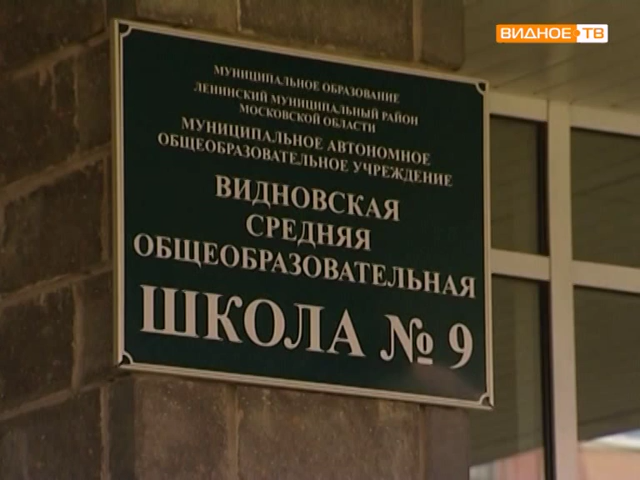 ВИДНОЕ ТВ
МУНИЦИПАЛЬНОЕ ОБРАЗОВАНИЕ
ЛЕНИНСКИЙ МУНИЦИПАЛЬНЫЙ РАЙОН
МОСКОВСКОЙ ОБЛАСТИ
МУНИЦИПАЛЬНОЕ АВТОНОМНОЕ
ОБЩЕОБРАЗОВАТЕЛЬНОЕ УЧРЕЖДЕНИЕ
ВИДНОВСКАЯ
СРЕДНЯЯ
ОБЩЕОБРАЗОВАТЕЛЬНАЯ
ШКОЛА № 9